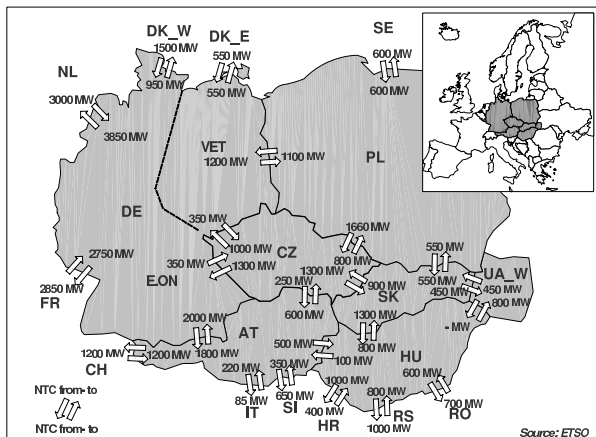 DK_W
1500 MW
DK_E
550 MW
SE
600 MW
NL
950 MW
550 MW
600 MW
3000 MW
3850 MW
VET
1200 MW
1100 MW
PL
DE
350 MW
1000 MW
CZ
1660 MW
800 MW
550 MW
2750 MW
350 MW
1300 MW
E.ON
1300 MW
250 MW
900 MW
550 MW
UA_W
450 MW
450 MW
2850 MW
FR
SK
800 MW
600 MW
2000 MW
AT
1300 MW
- MW
1800 MW
500 MW
800 MW
HU
1200 MW
1200 MW
CH
220 MW
350 MW
100 MW
600 MW
1000 MW
800 MW
NTC from- to
85 MW
IT
650 MW
SI
400 MW
HR
1000 MW
RS
700 MW
RO
NTC from- to
Source: ETSO